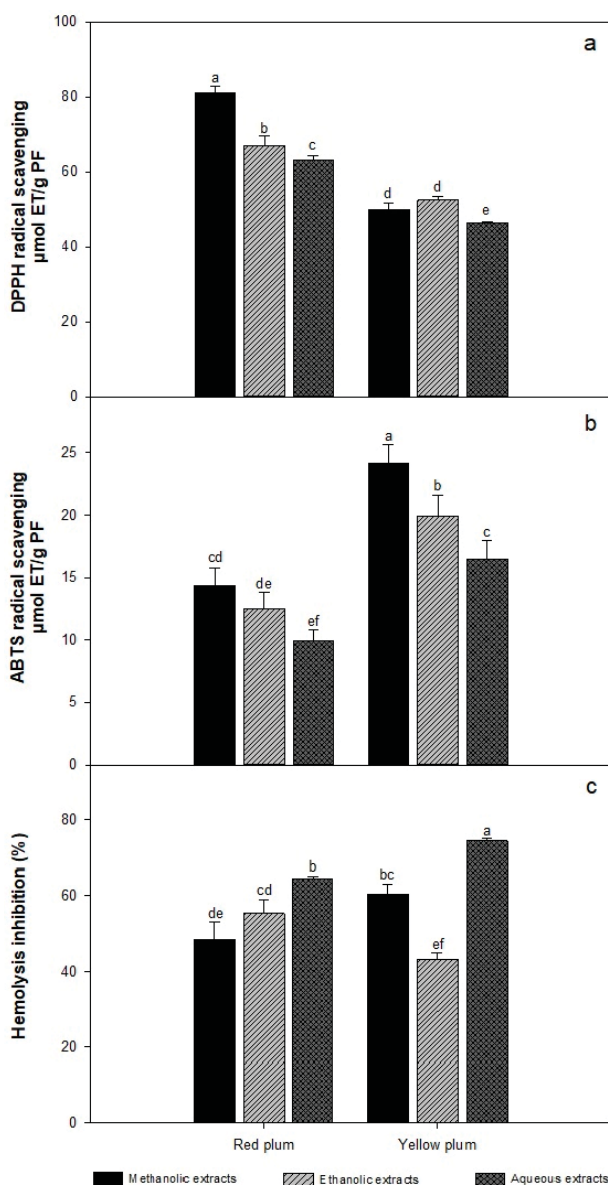 100
a
a
80
b
c
60
d
d
e
40
20
0
DPPH radical scavenging
µmol ET/g PF
b
a
25
b
20
c
cd
15
de
ef
10
5
0
ABTS radical scavenging
µmol ET/g PF
c
80
a
b
bc
60
cd
de
ef
40
20
0
Hemolysis inhibition (%)
Red plum Yellow plum
Methanolic extracts Ethanolic extracts Aqueous extracts